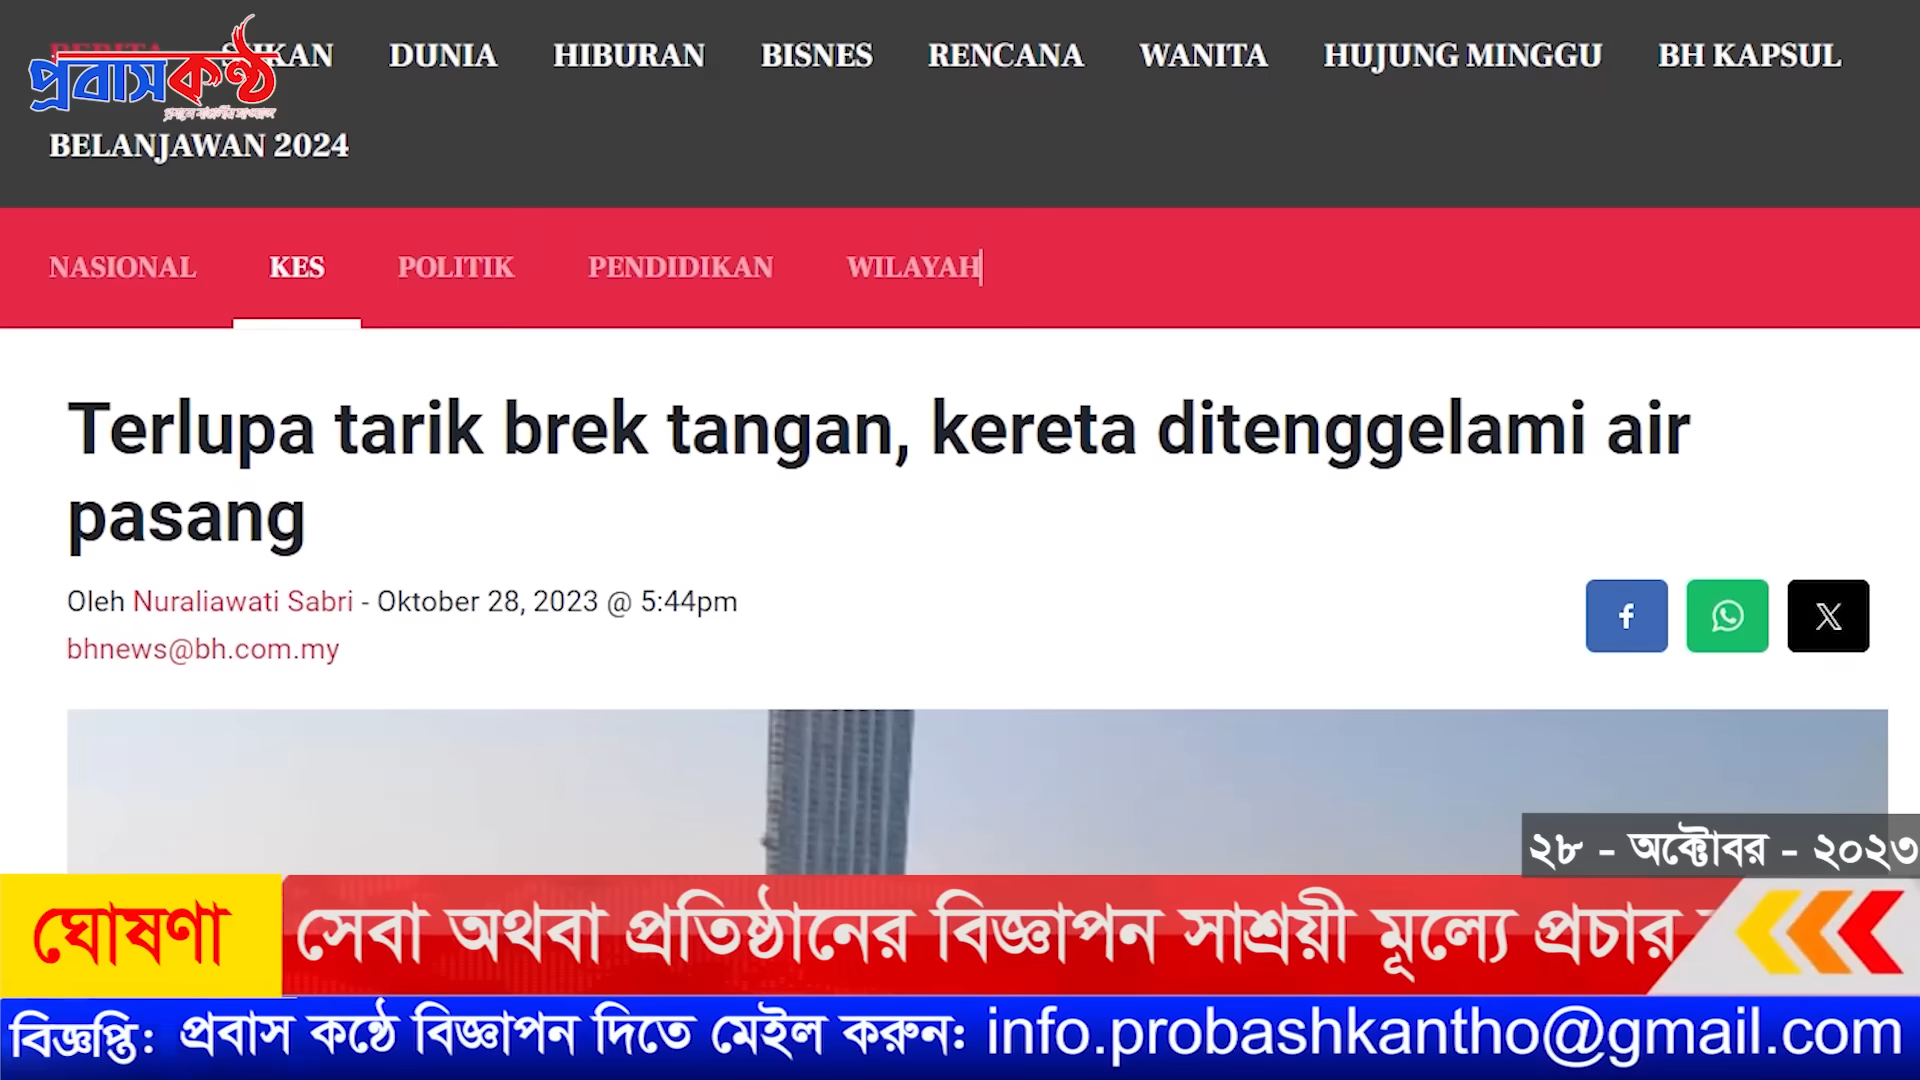 প্রবাস কণ্ঠ
DUNIA HIBURAN BISNES RENCANA WANITA HUJUNG MINGGU BH KAPSUL
BELANJAWAN 2024
NASIONAL KES POLITIK PENDIDIKAN WILAYAH
Terlupa tarik brek tangan, kereta ditenggelami air
pasang
Oleh Nuraliawati Sabri - Oktober 28, 2023 @ 5:44pm
bhnews@bh.com.my
২৮ - অক্টোবর - ২০২৩
ঘোষণা সেবা অথবা প্রতিষ্ঠানের বিজ্ঞাপন সাশ্রয়ী মূল্যে প্রচার
বিজ্ঞপ্তি: প্রবাস কন্ঠে বিজ্ঞাপন দিতে মেইল করুন: info.probashkantho@gmail.com